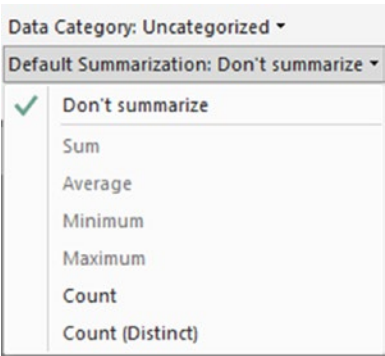 Data Category: Uncategorized
Default Summarization: Don't summarize
Don't summarize
Sum
Average
Minimum
Maximum
Count
Count (Distinct)